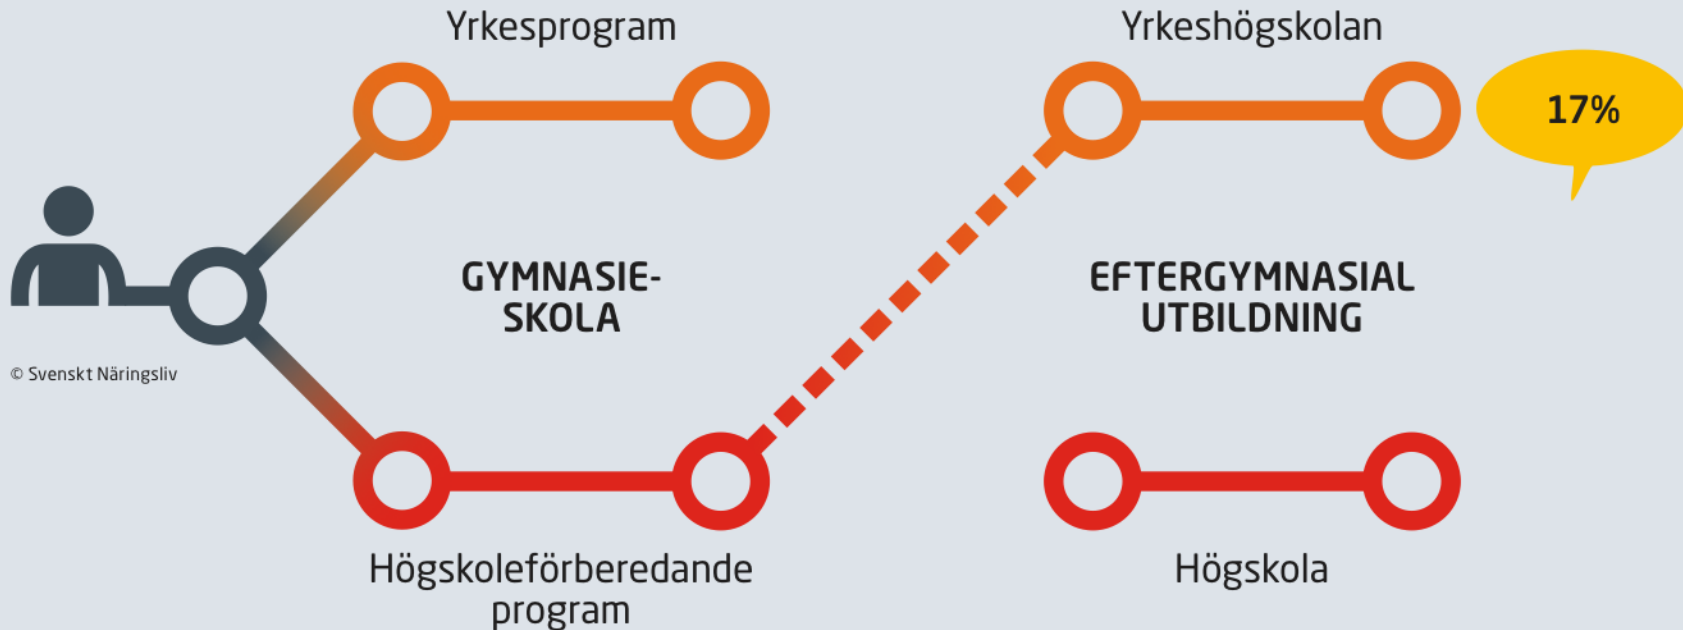 Yrkesprogram
Yrkeshögskolan
17%
GYMNASIE-
SKOLA
EFTERGYMNASIAL
UTBILDNING
© Svenskt Näringsliv
Högskoleförberedande
program
Högskola